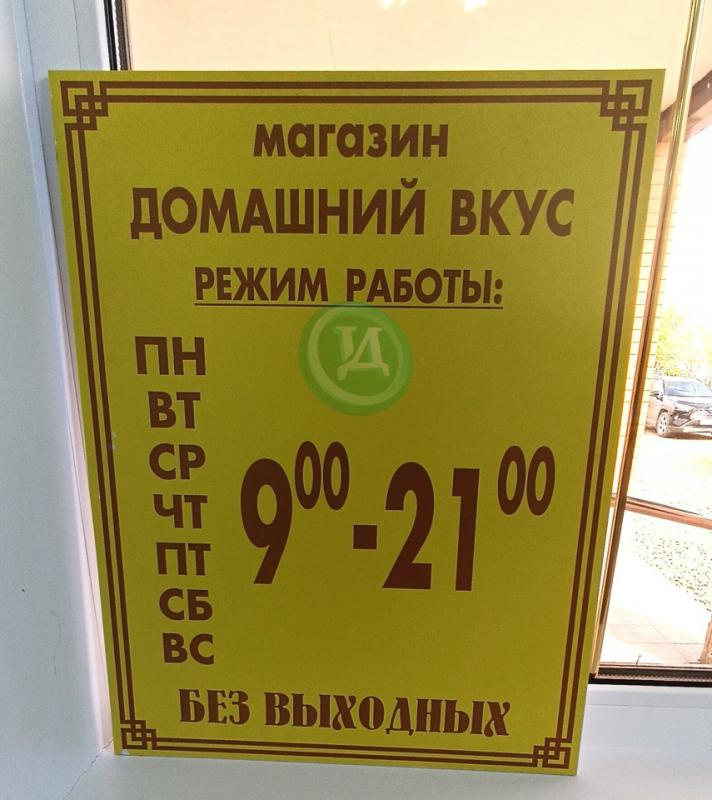 магазин
ДОМАШНИЙ ВКУС
РЕЖИМ РАБОТЫ:
ПН
ВТ
СР
ЧТ
ПТ
СБ
ВС
900-2100
БЕЗ ВЫХОДНЫХ